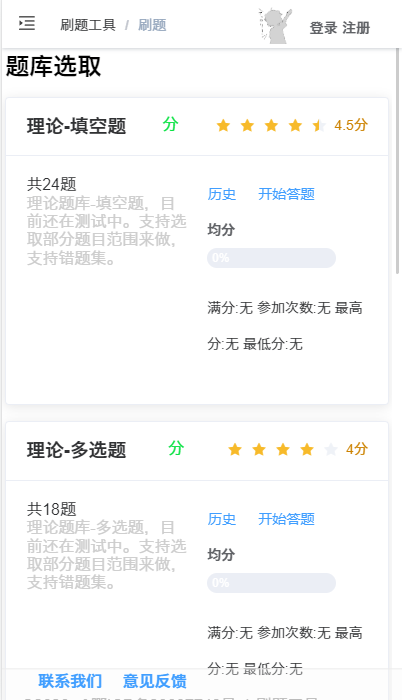 刷题工具 / 刷题
登录 注册
题库选取
理论-填空题 分 4.5分
共24题
理论题库-填空题，目
前还在测试中。支持选
取部分题目范围来做，
支持错题集。
历史 开始答题
均分
0%
满分:无 参加次数:无 最高
分:无 最低分:无
理论-多选题 分 4分
共18题
理论题库-多选题，目
前还在测试中。支持选
取部分题目范围来做，
支持错题集。
历史 开始答题
均分
0%
满分:无 参加次数:无 最高
分:无 最低分:无
联系我们 意见反馈